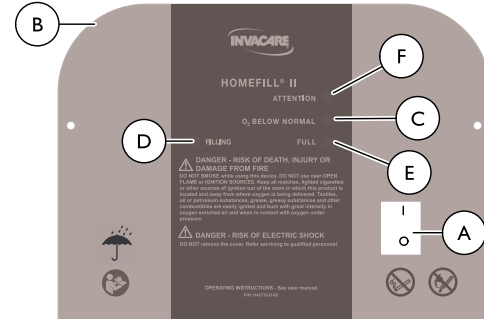 B
INVACARE
F
HOMEFILL® II
ATTENTION
O₂ BELOW NORMAL
C
D
FILLING
FULL
E
DANGER - RISK OF DEATH, INJURY OR
DAMAGE FROM FIRE
DO NOT SMOKE while using this device. DO NOT use near OPEN
FLAME or IGNITION SOURCES. Keep all matches, lighted cigarettes
or other sources of ignition out of the room in which this product is
located and away from where oxygen is being delivered. Textiles,
oil or petroleum substances, grease, greasy substances and other
combustibles are easily ignited and burn with great intensity in
oxygen enriched air and when in contact with oxygen under
pressure.
A
I
O
DANGER - RISK OF ELECTRIC SHOCK
DO NOT remove the cover. Refer servicing to qualified personnel.
OPERATING INSTRUCTIONS - See user manual.